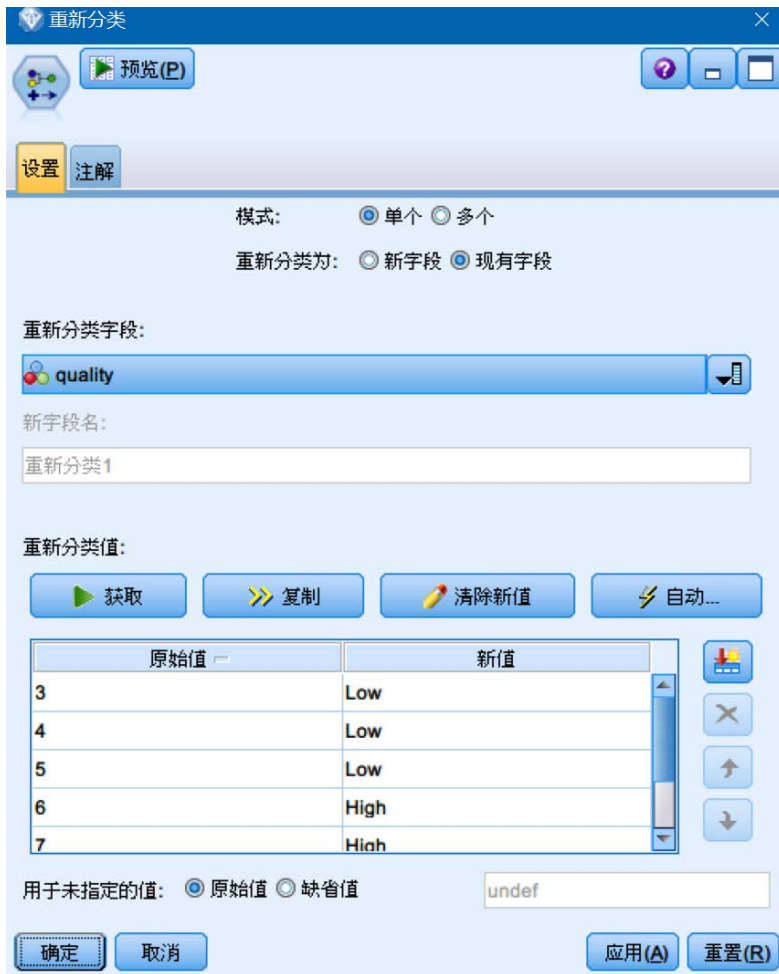 重新分类
预览(P)
设置 注解
模式: 单个 多个
重新分类为: 新字段 现有字段
重新分类字段:
quality
新字段名:
重新分类1
重新分类值:
获取 复制 清除新值 自动...
原始值 新值
3 Low
4 Low
5 Low
6 High
7 High
用于未指定的值: 原始值 缺省值 undef
确定 取消 应用(A) 重置(R)